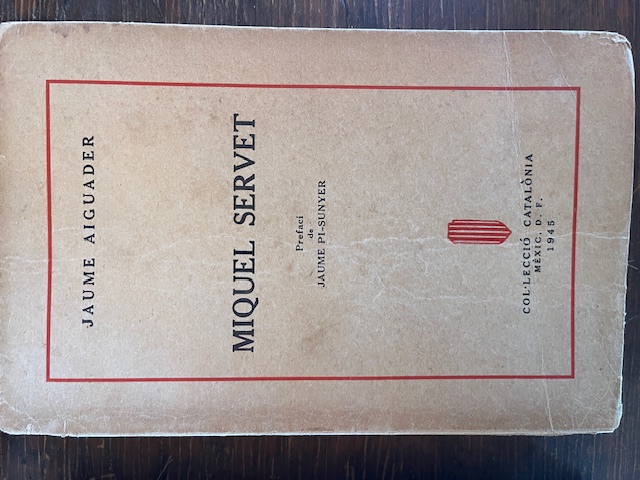 JAUME AIGUADER
MIQUEL SERVET
Prefaci
de
JAUME PI-SUNYER
COL·LECCIÓ CATALÒNIA
MÈXIC, D. F.
1945